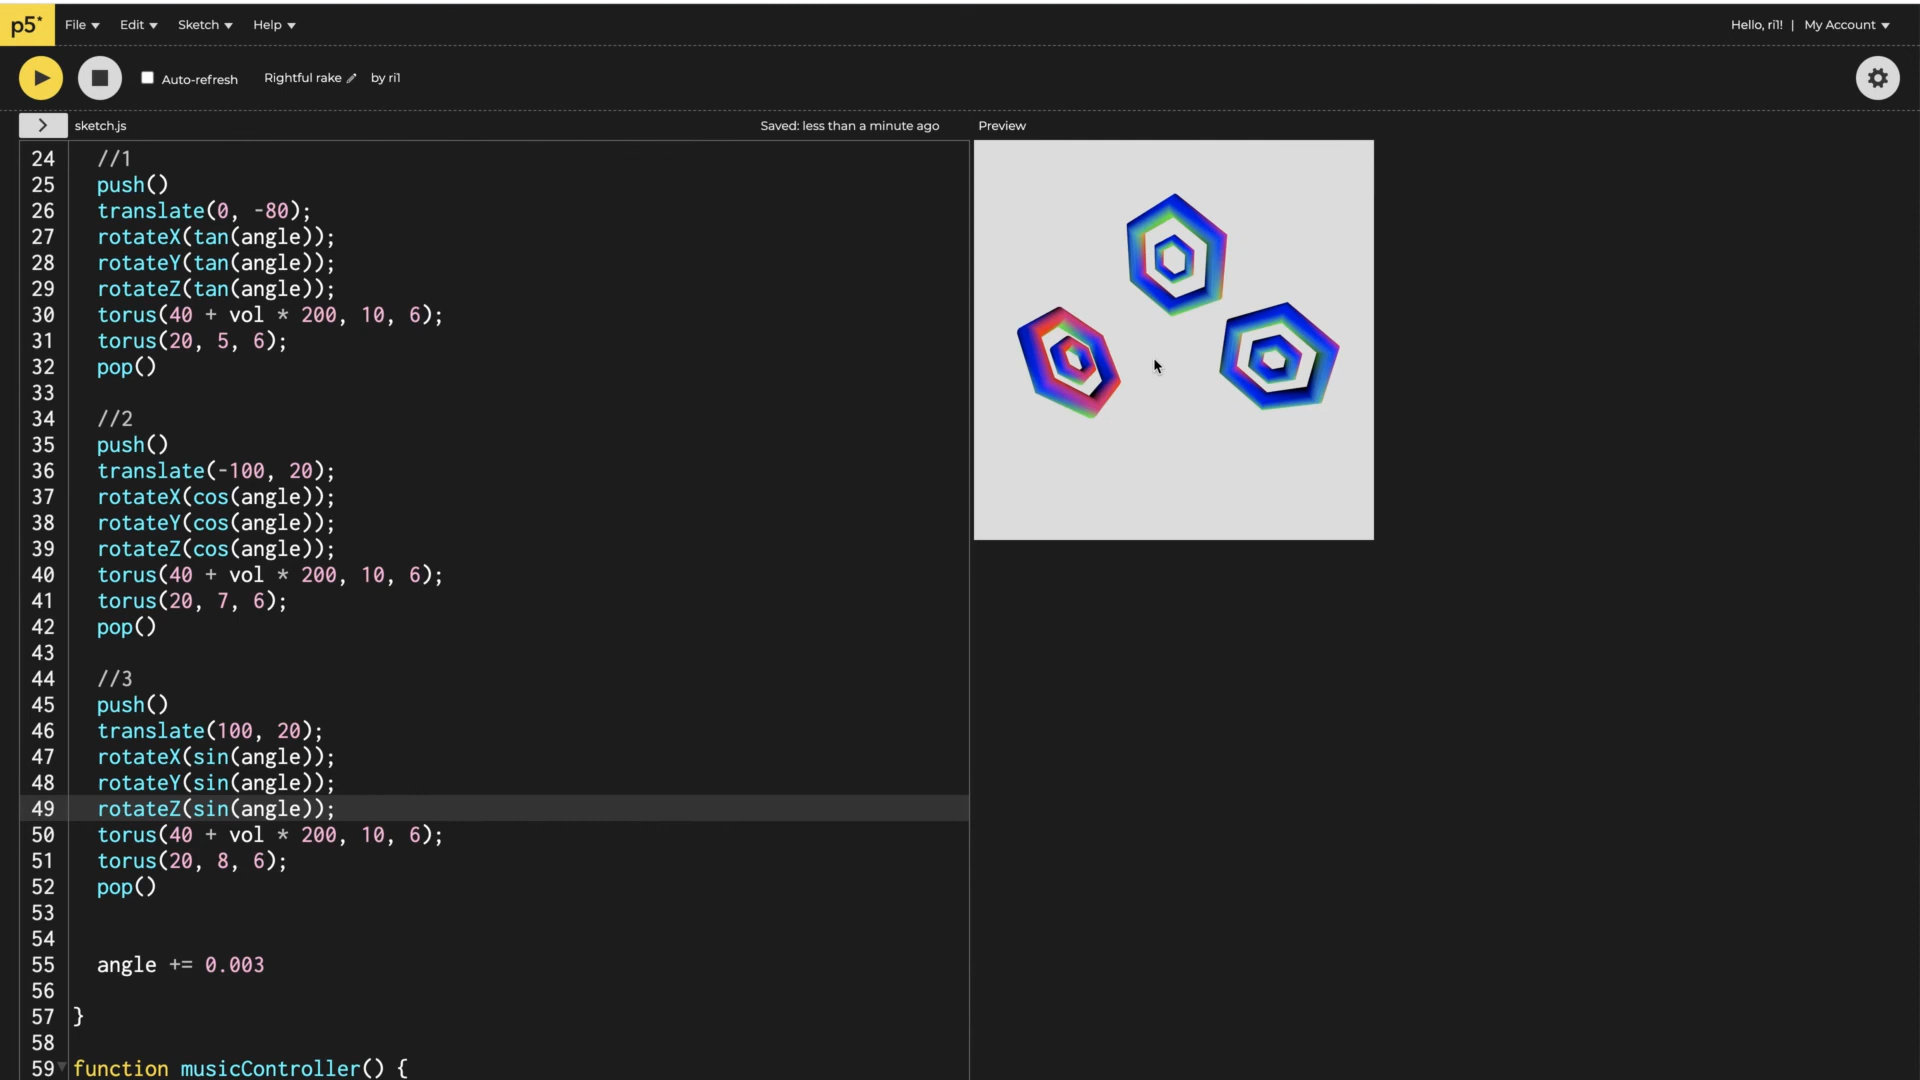 p5* File Edit Sketch Help Hello, ri1! | My Account
Auto-refresh Rightful rake by ri1
> sketch.js Saved: less than a minute ago Preview
24 //1
25 push()
26 translate(0, -80);
27 rotateX(tan(angle));
28 rotateY(tan(angle));
29 rotateZ(tan(angle));
30 torus(40 + vol * 200, 10, 6);
31 torus(20, 5, 6);
32 pop()
33
34 //2
35 push()
36 translate(-100, 20);
37 rotateX(cos(angle));
38 rotateY(cos(angle));
39 rotateZ(cos(angle));
40 torus(40 + vol * 200, 10, 6);
41 torus(20, 7, 6);
42 pop()
43
44 //3
45 push()
46 translate(100, 20);
47 rotateX(sin(angle));
48 rotateY(sin(angle));
49 rotateZ(sin(angle));
50 torus(40 + vol * 200, 10, 6);
51 torus(20, 8, 6);
52 pop()
53
54
55 angle += 0.003
56
57 }
58
59 function musicController() {